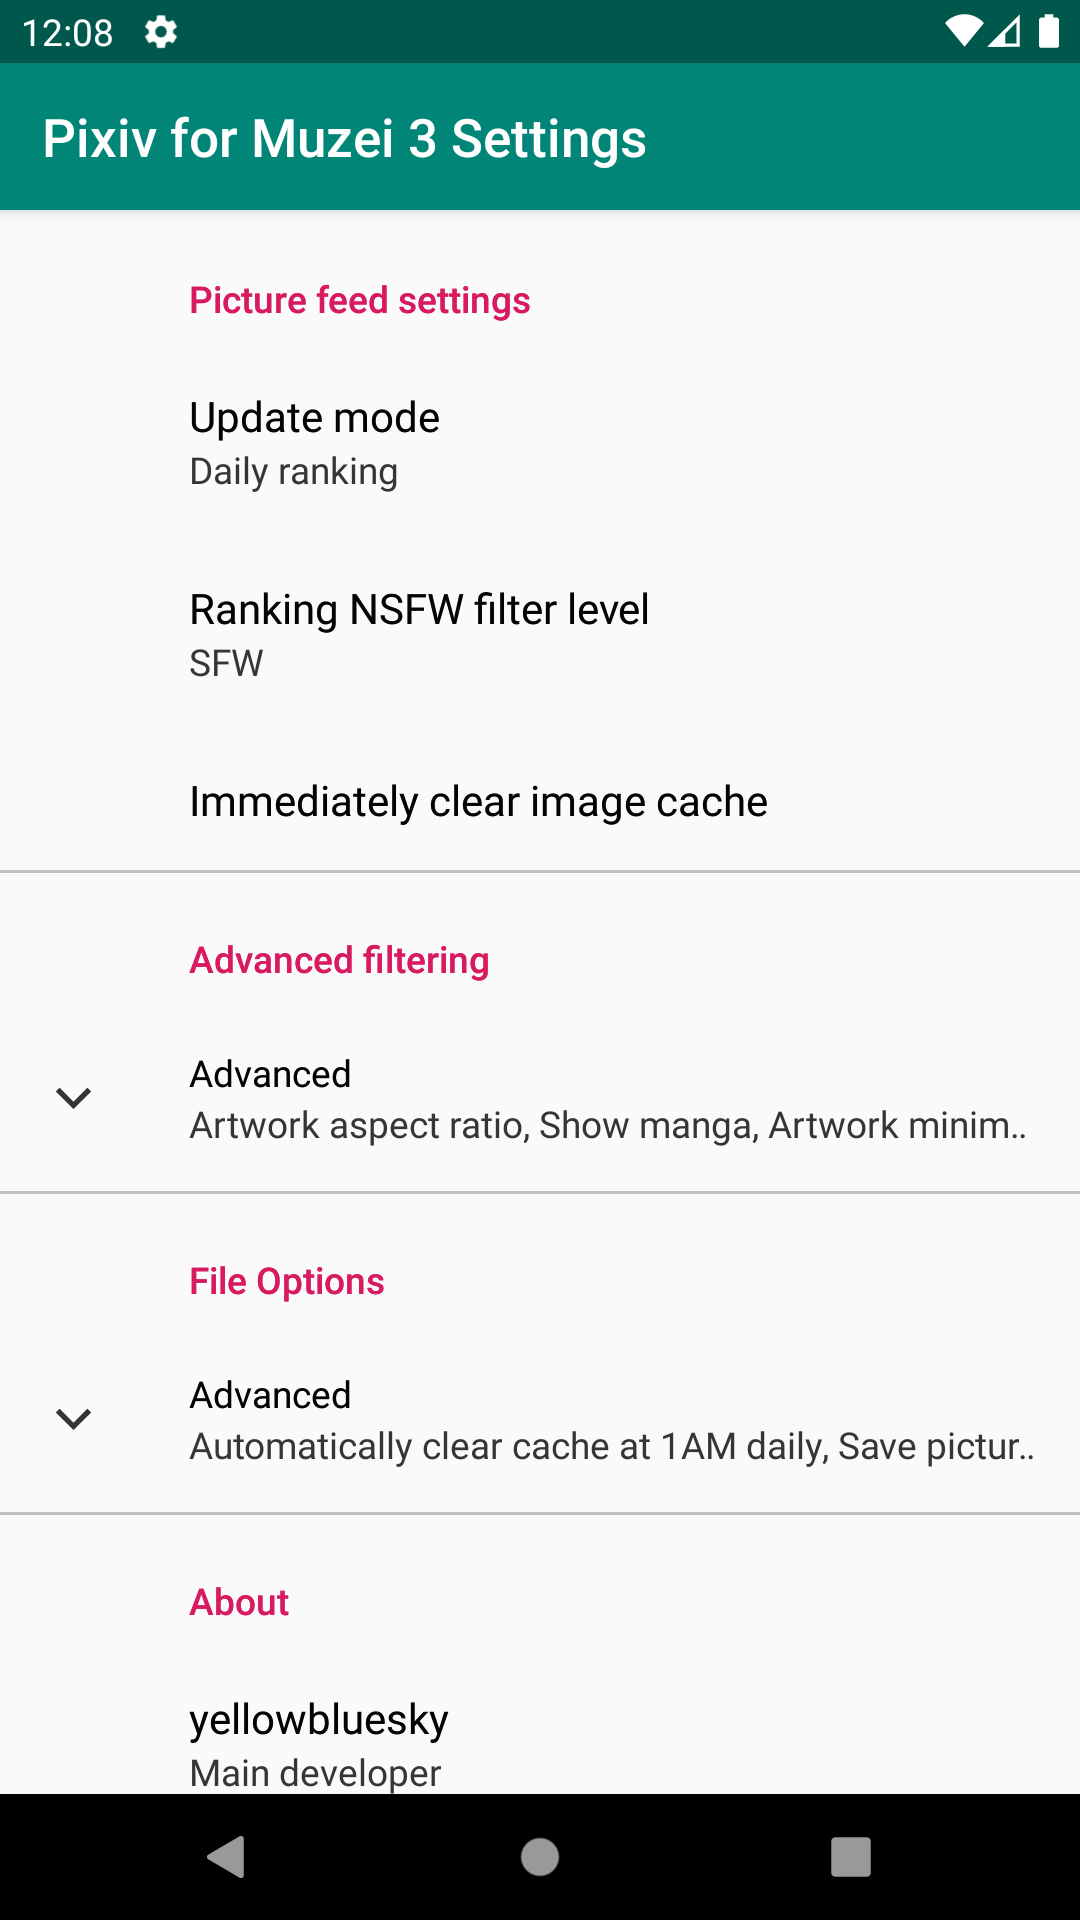 12:08
Pixiv for Muzei 3 Settings
Picture feed settings
Update mode
Daily ranking
Ranking NSFW filter level
SFW
Immediately clear image cache
Advanced filtering
Advanced
Artwork aspect ratio, Show manga, Artwork minim..
File Options
Advanced
Automatically clear cache at 1AM daily, Save pictur..
About
yellowbluesky
Main developer